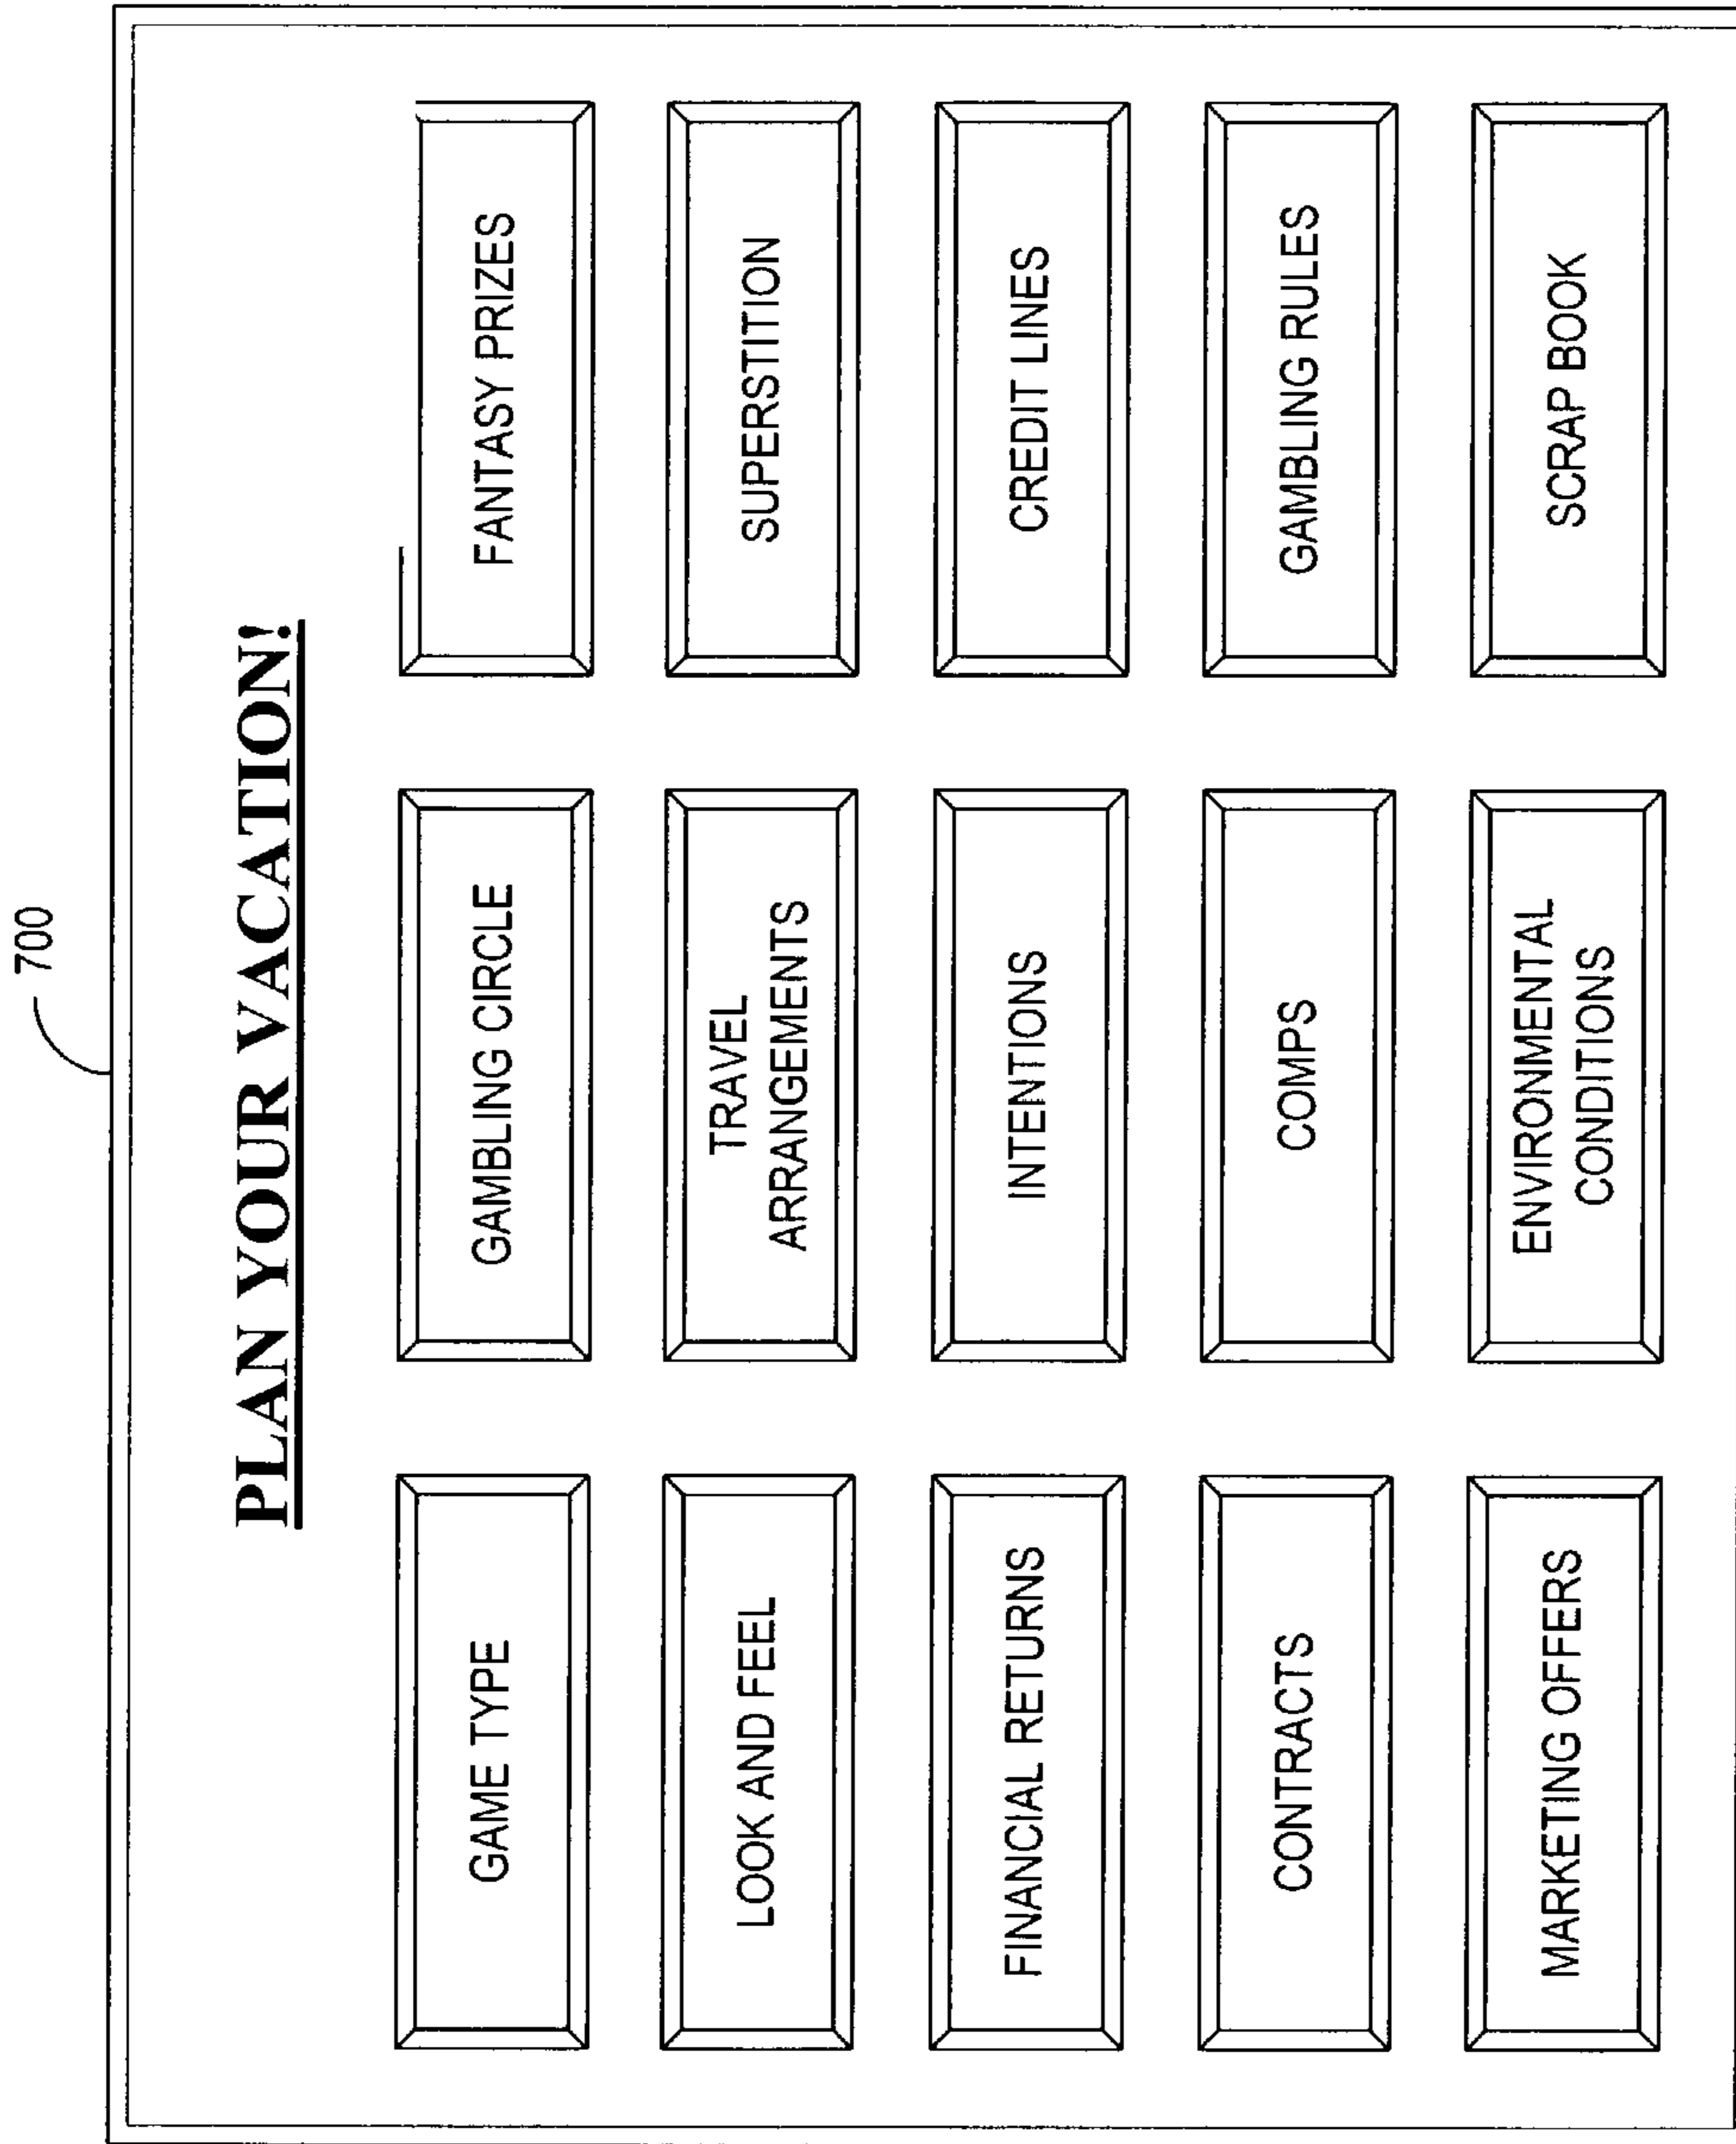 700
PLAN YOUR VACATION!
GAME TYPE
GAMBLING CIRCLE
FANTASY PRIZES
LOOK AND FEEL
TRAVEL
ARRANGEMENTS
SUPERSTITION
FINANCIAL RETURNS
INTENTIONS
CREDIT LINES
CONTRACTS
COMPS
GAMBLING RULES
MARKETING OFFERS
ENVIRONMENTAL
CONDITIONS
SCRAP BOOK